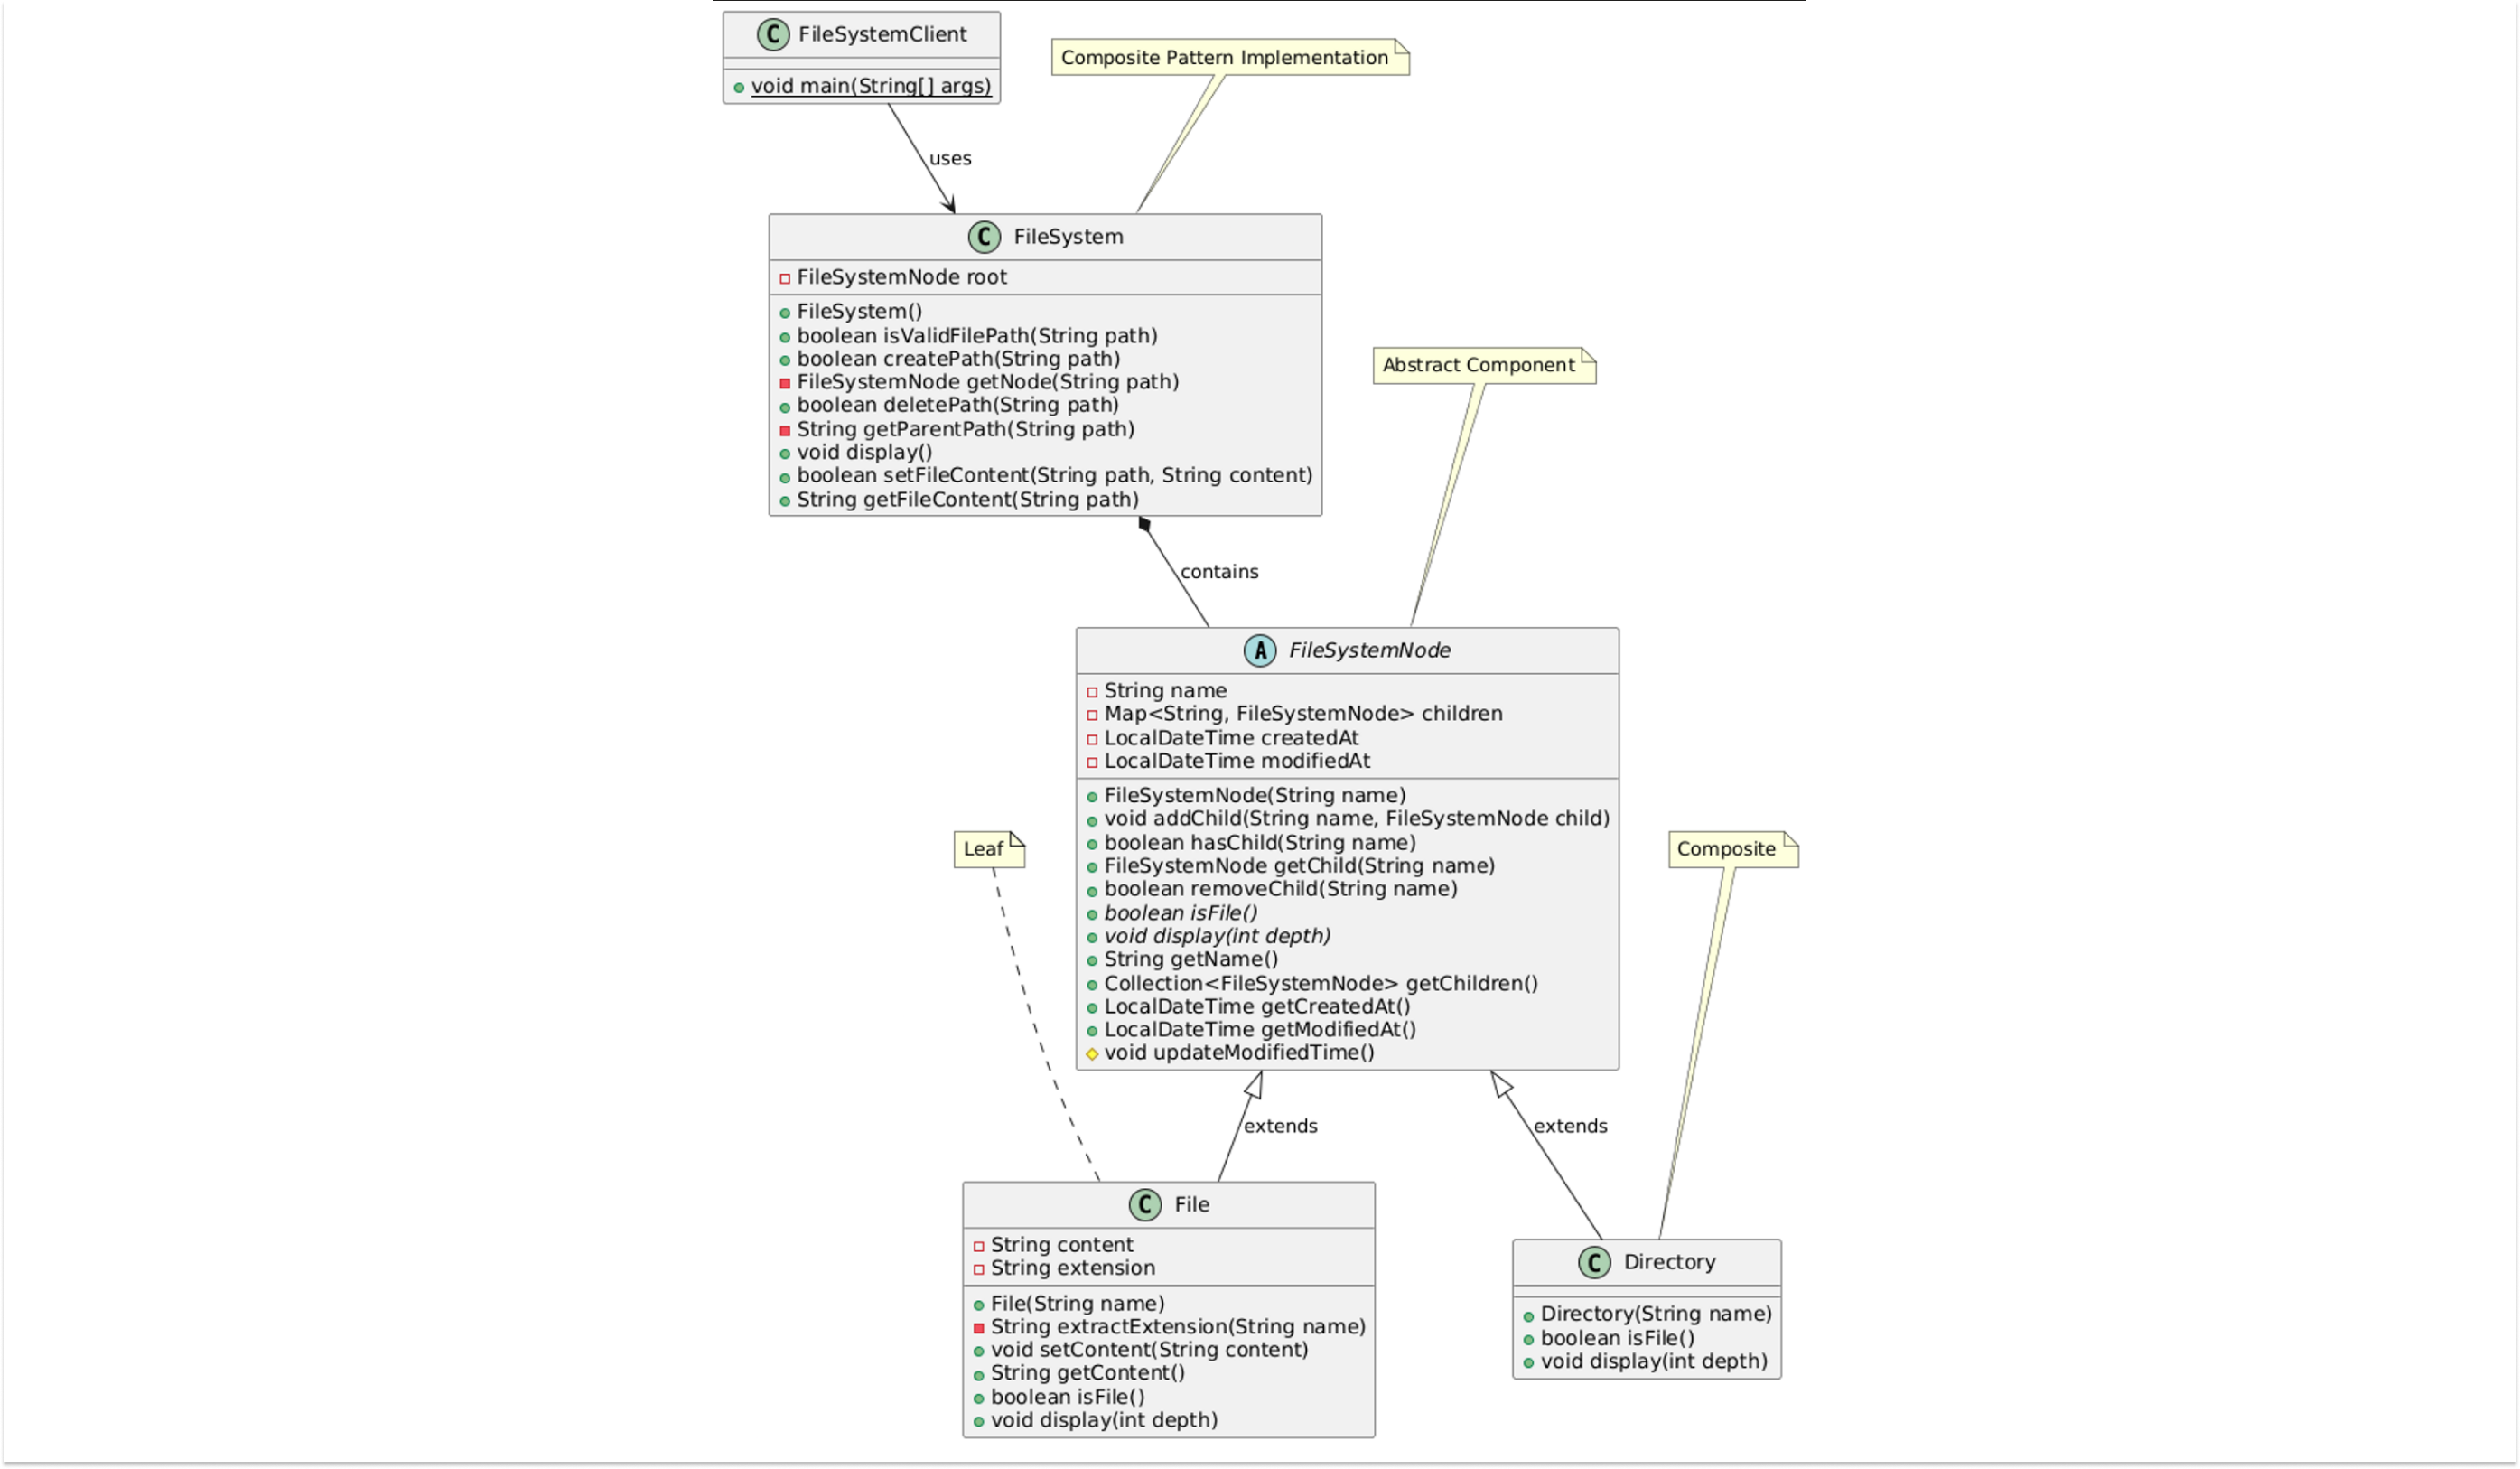 C FileSystemClient
void main(String[] args)
Composite Pattern Implementation
uses
C FileSystem
FileSystemNode root
FileSystem()
boolean isValidFilePath(String path)
boolean createPath(String path)
FileSystemNode getNode(String path)
boolean deletePath(String path)
String getParentPath(String path)
void display()
boolean setFileContent(String path, String content)
String getFileContent(String path)
Abstract Component
contains
A FileSystemNode
String name
Map<String, FileSystemNode> children
LocalDateTime createdAt
LocalDateTime modifiedAt
FileSystemNode(String name)
void addChild(String name, FileSystemNode child)
boolean hasChild(String name)
FileSystemNode getChild(String name)
boolean removeChild(String name)
boolean isFile()
void display(int depth)
String getName()
Collection<FileSystemNode> getChildren()
LocalDateTime getCreatedAt()
LocalDateTime getModifiedAt()
void updateModifiedTime()
Leaf
Composite
extends
extends
C File
String content
String extension
File(String name)
String extractExtension(String name)
void setContent(String content)
String getContent()
boolean isFile()
void display(int depth)
C Directory
Directory(String name)
boolean isFile()
void display(int depth)